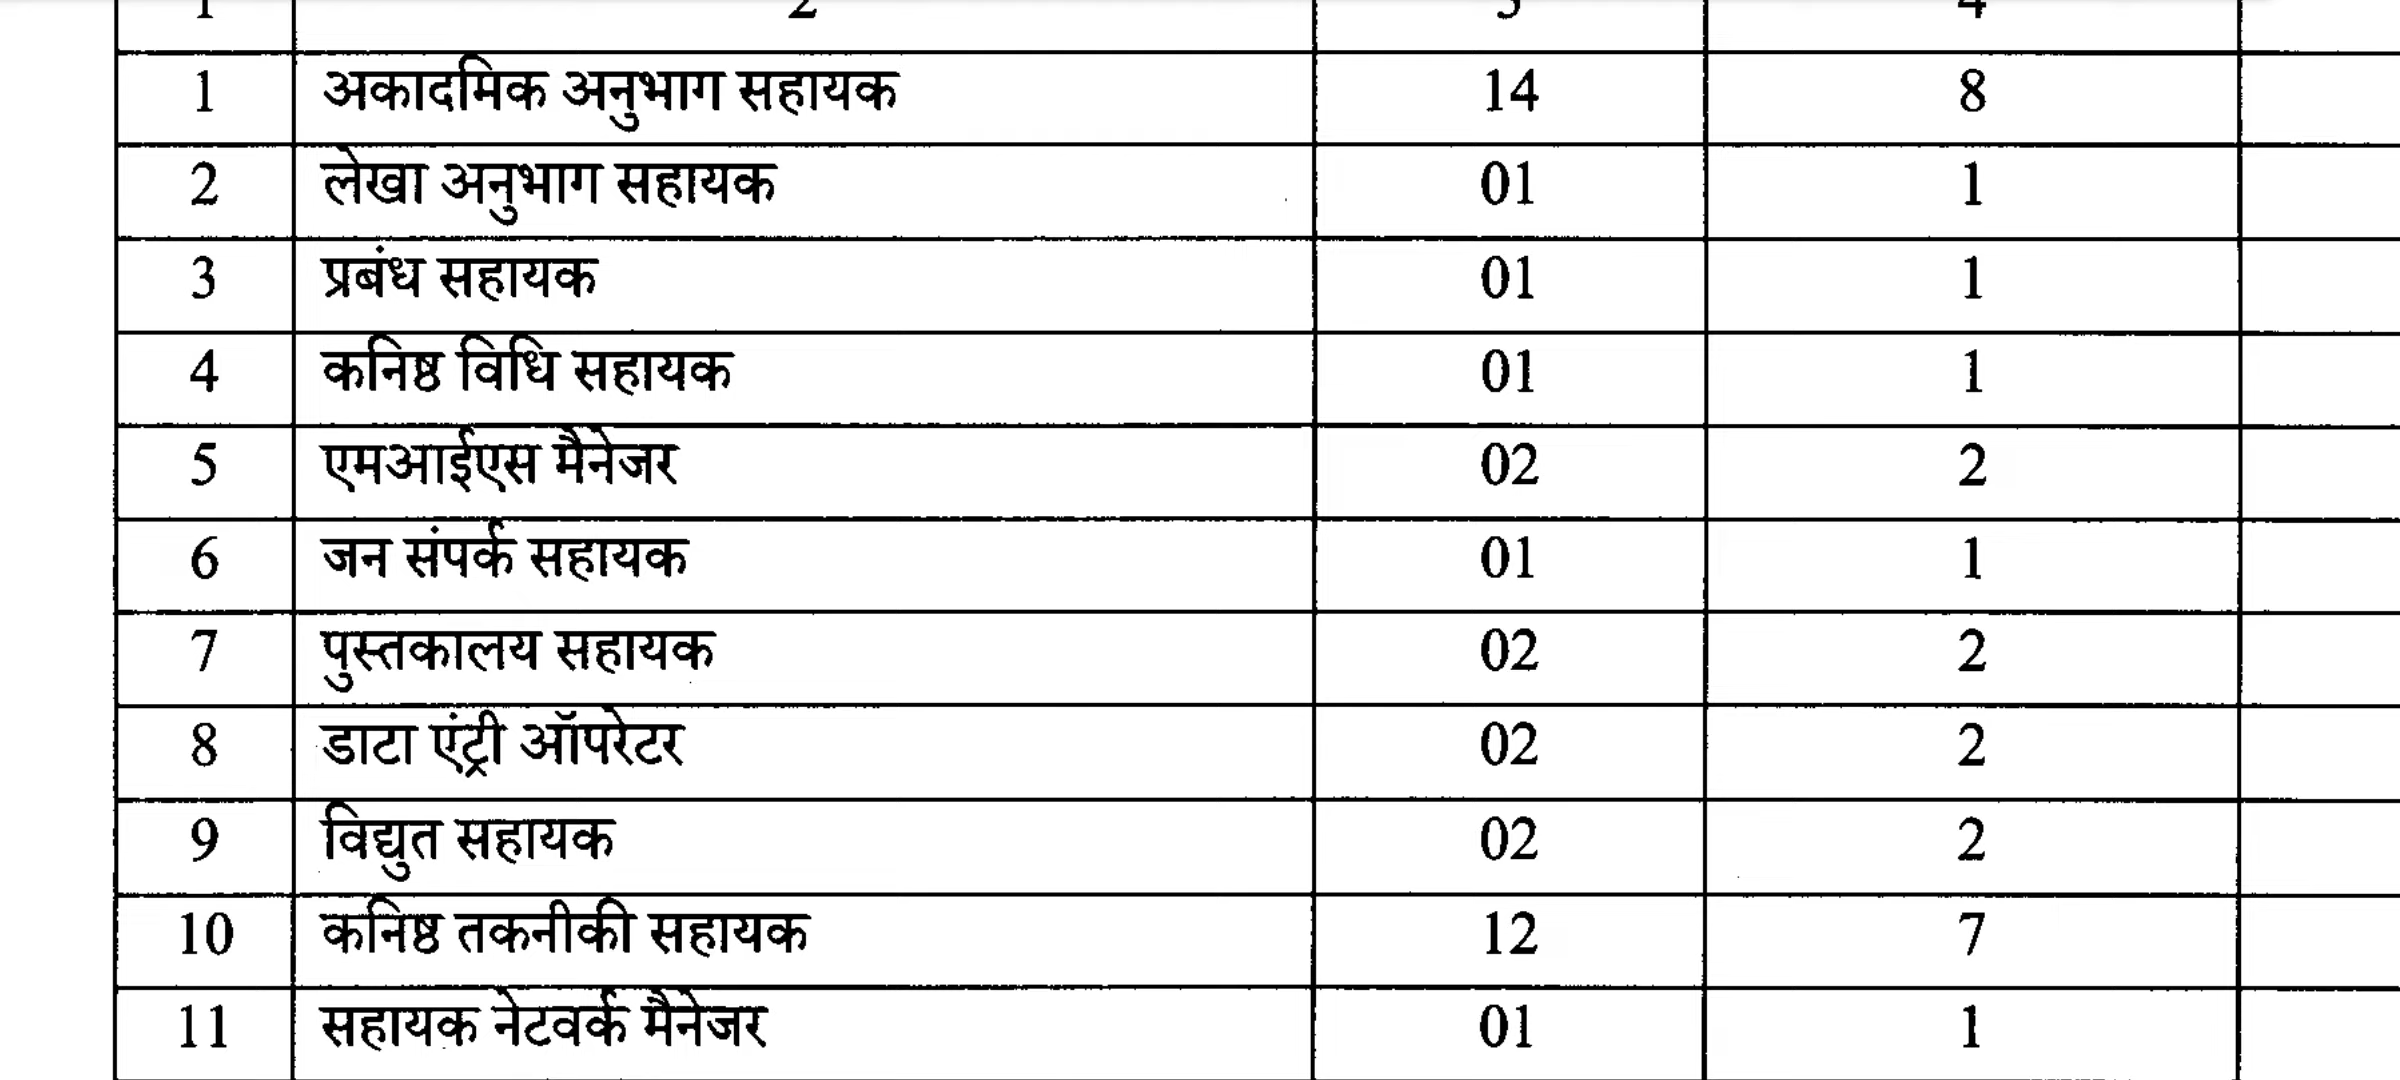 1 2 3 4
1 अकादमिक अनुभाग सहायक 14 8
2 लेखा अनुभाग सहायक 01 1
3 प्रबंध सहायक 01 1
4 कनिष्ठ विधि सहायक 01 1
5 एमआईएस मैनेजर 02 2
6 जन संपर्क सहायक 01 1
7 पुस्तकालय सहायक 02 2
8 डाटा एंट्री ऑपरेटर 02 2
9 विद्युत सहायक 02 2
10 कनिष्ठ तकनीकी सहायक 12 7
11 सहायक नेटवर्क मैनेजर 01 1